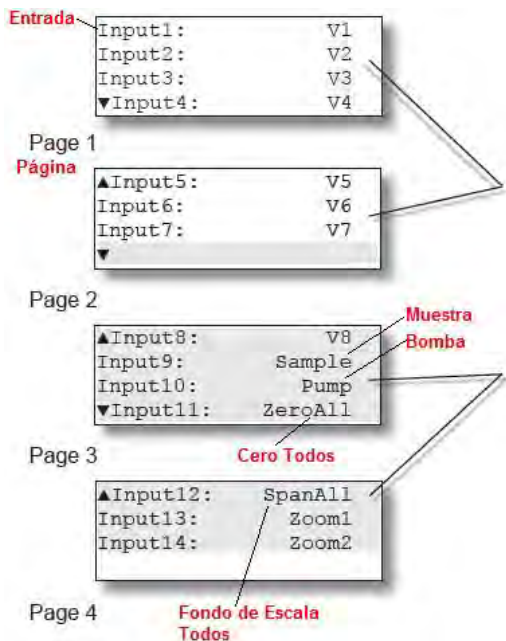 Entrada
Input1: V1
Input2: V2
Input3: V3
▼Input4: V4
Page 1
Página
▲Input5: V5
Input6: V6
Input7: V7
▼
Page 2
Muestra
Bomba
▲Input8: V8
Input9: Sample
Input10: Pump
▼Input11: ZeroAll
Page 3
Cero Todos
▲Input12: SpanAll
Input13: Zoom1
Input14: Zoom2
Page 4
Fondo de Escala
Todos